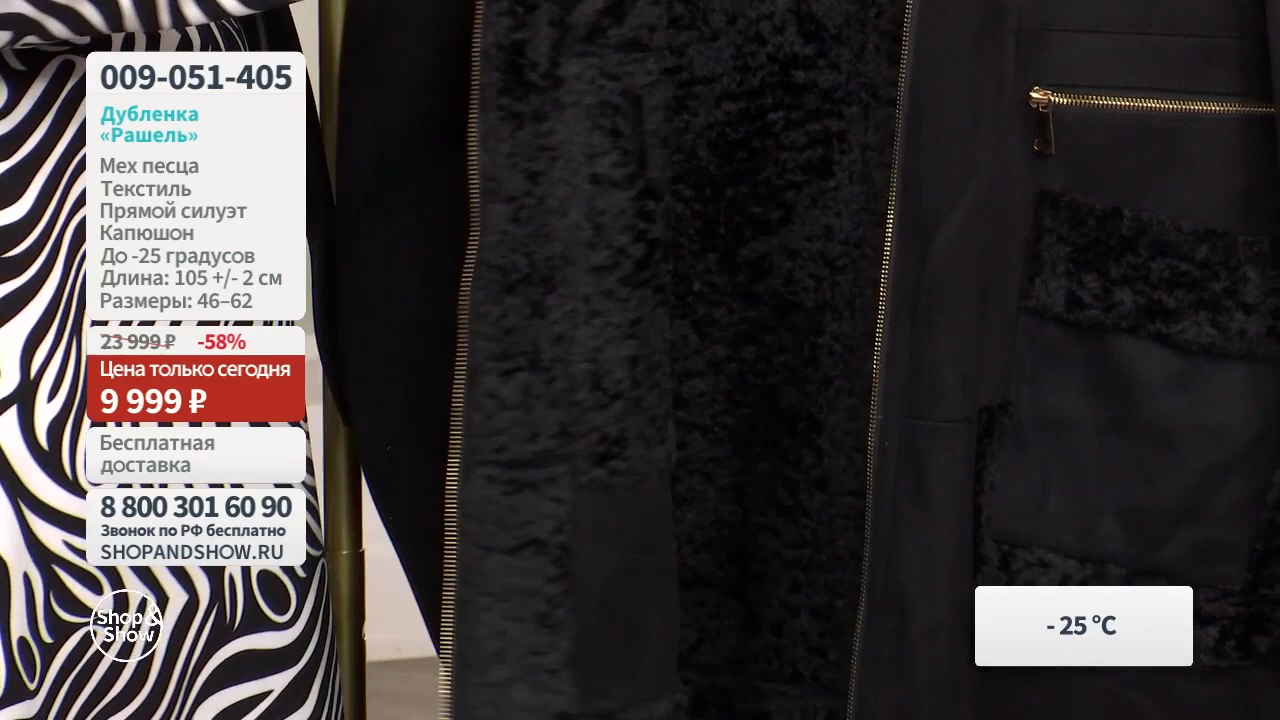 009-051-405
Дубленка
«Рашель»
Мех песца
Текстиль
Прямой силуэт
Капюшон
До -25 градусов
Длина: 105 +/- 2 см
Размеры: 46–62
23 999 ₽ -58%
Цена только сегодня
9 999 ₽
Бесплатная
доставка
8 800 301 60 90
Звонок по РФ бесплатно
SHOPANDSHOW.RU
Shop &
Show
- 25 °C